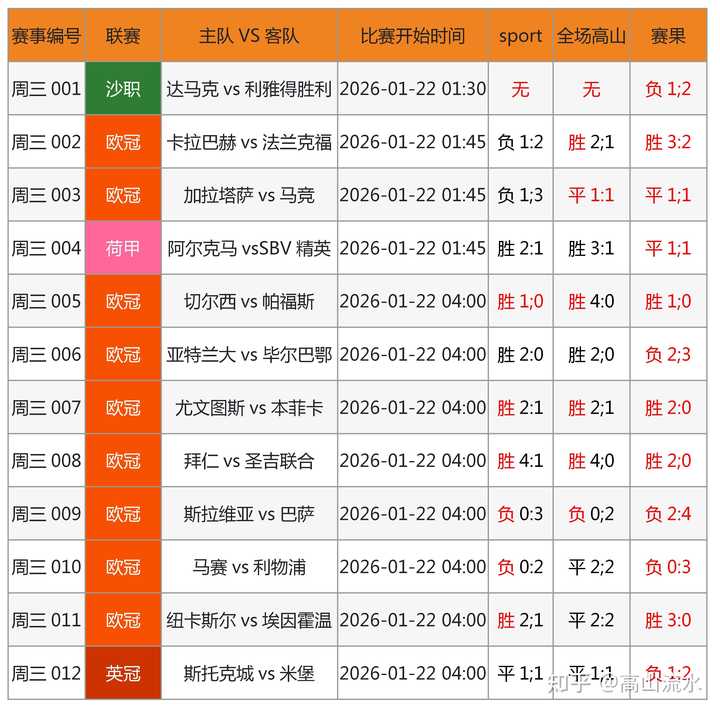 赛事编号 联赛 主队 VS 客队 比赛开始时间 sport 全场高山 赛果
周三 001 沙职 达马克 vs 利雅得胜利 2026-01-22 01:30 无 无 负 1;2
周三 002 欧冠 卡拉巴赫 vs 法兰克福 2026-01-22 01:45 负 1:2 胜 2;1 胜 3:2
周三 003 欧冠 加拉塔萨 vs 马竞 2026-01-22 01:45 负 1;3 平 1:1 平 1;1
周三 004 荷甲 阿尔克马 vsSBV 精英 2026-01-22 01:45 胜 2:1 胜 3:1 平 1;1
周三 005 欧冠 切尔西 vs 帕福斯 2026-01-22 04:00 胜 1;0 胜 4:0 胜 1;0
周三 006 欧冠 亚特兰大 vs 毕尔巴鄂 2026-01-22 04:00 胜 2:0 胜 2;0 负 2;3
周三 007 欧冠 尤文图斯 vs 本菲卡 2026-01-22 04:00 胜 2:1 胜 2;1 胜 2:0
周三 008 欧冠 拜仁 vs 圣吉联合 2026-01-22 04:00 胜 4:1 胜 4;0 胜 2;0
周三 009 欧冠 斯拉维亚 vs 巴萨 2026-01-22 04:00 负 0:3 负 0;2 负 2:4
周三 010 欧冠 马赛 vs 利物浦 2026-01-22 04:00 负 0:2 平 2;2 负 0:3
周三 011 欧冠 纽卡斯尔 vs 埃因霍温 2026-01-22 04:00 胜 2;1 平 2:2 胜 3:0
周三 012 英冠 斯托克城 vs 米堡 2026-01-22 04:00 平 1;1 平 1;1 负 1:2
知乎 @高山流水